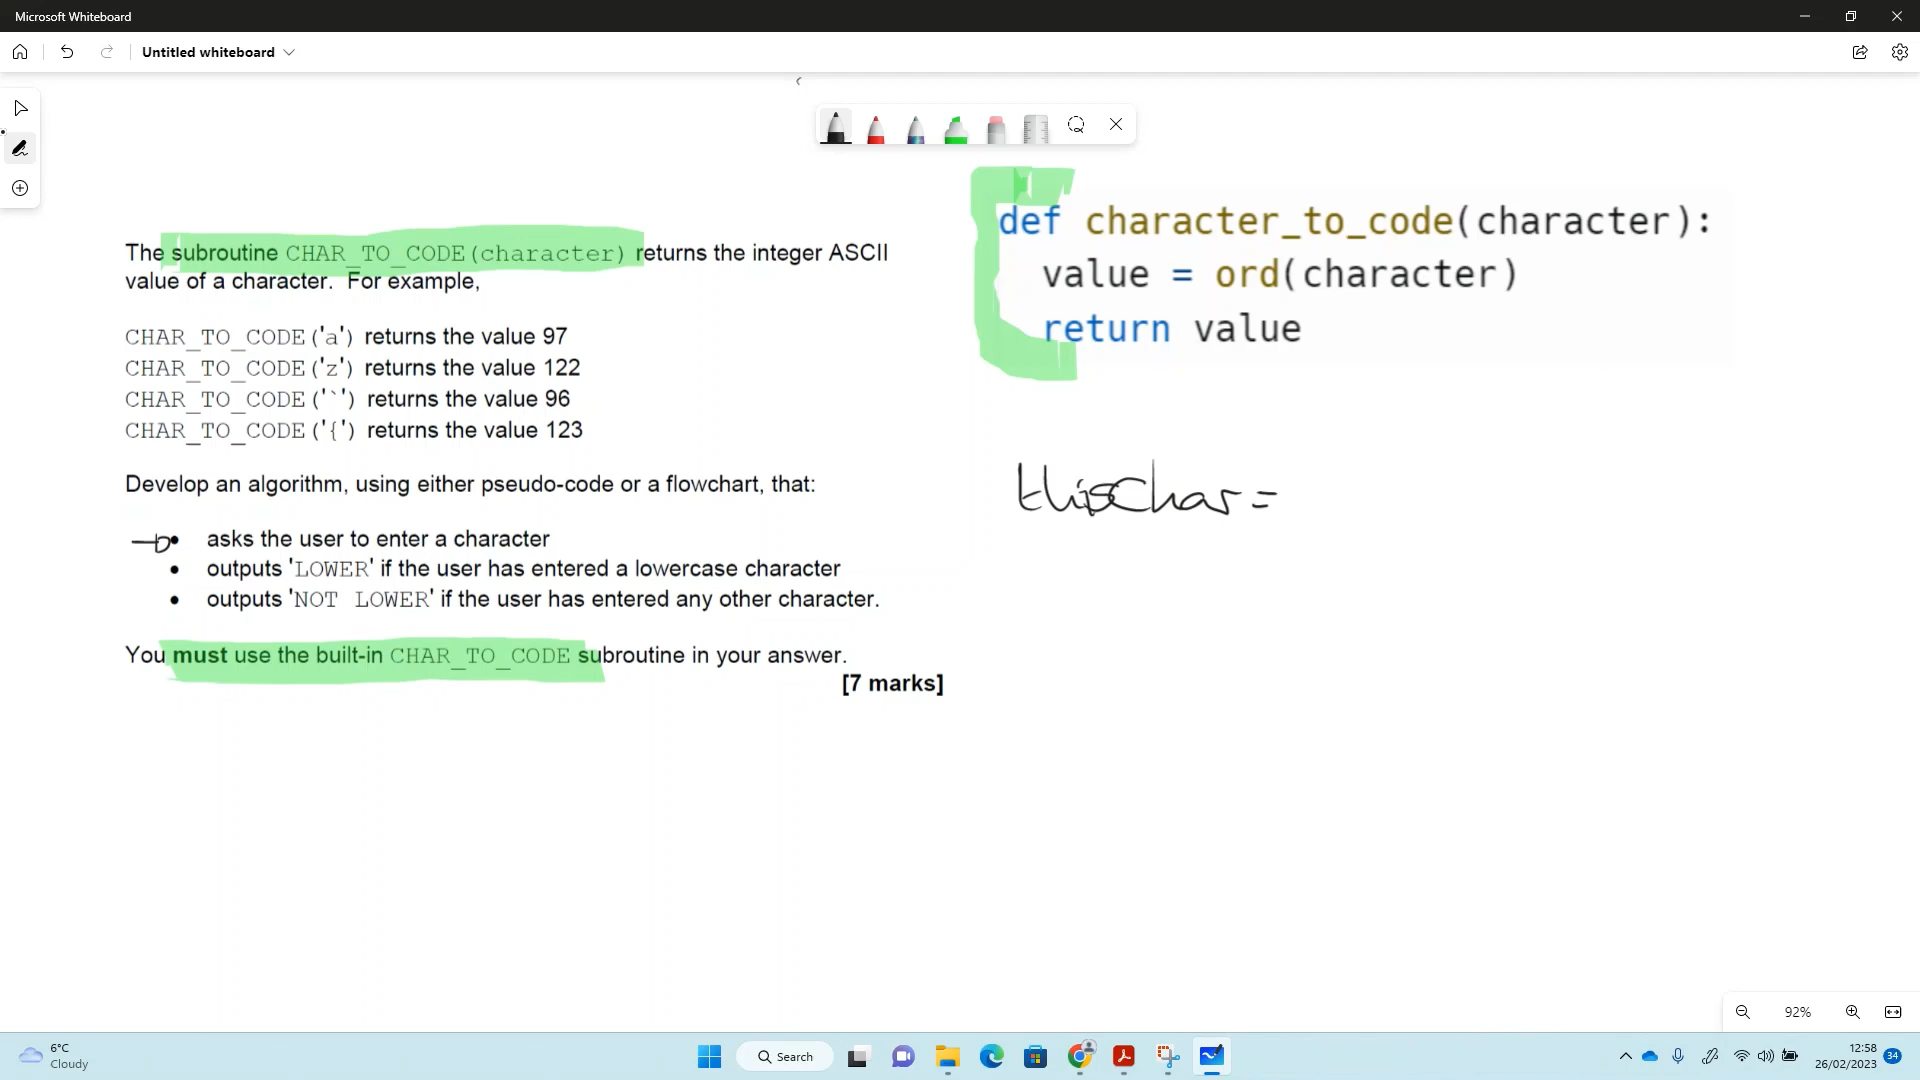 Microsoft Whiteboard
Untitled whiteboard
The subroutine CHAR_TO_CODE(character) returns the integer ASCII
value of a character. For example,
CHAR_TO_CODE('a') returns the value 97
CHAR_TO_CODE('z') returns the value 122
CHAR_TO_CODE('`') returns the value 96
CHAR_TO_CODE('{') returns the value 123
Develop an algorithm, using either pseudo-code or a flowchart, that:
• asks the user to enter a character
• outputs 'LOWER' if the user has entered a lowercase character
• outputs 'NOT LOWER' if the user has entered any other character.
You must use the built-in CHAR_TO_CODE subroutine in your answer.
[7 marks]
def character_to_code(character):
value = ord(character)
return value
thisChar =
92%
6°C
Cloudy
Search
12:58
26/02/2023
34